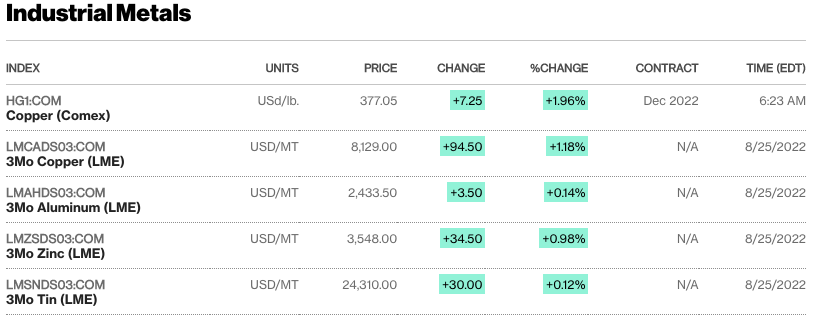 Industrial Metals
INDEX UNITS PRICE CHANGE %CHANGE CONTRACT TIME (EDT)
HG1:COM USd/lb. 377.05 +7.25 +1.96% Dec 2022 6:23 AM
Copper (Comex)
LMCADS03:COM USD/MT 8,129.00 +94.50 +1.18% N/A 8/25/2022
3Mo Copper (LME)
LMAHDS03:COM USD/MT 2,433.50 +3.50 +0.14% N/A 8/25/2022
3Mo Aluminum (LME)
LMZSDS03:COM USD/MT 3,548.00 +34.50 +0.98% N/A 8/25/2022
3Mo Zinc (LME)
LMSNDS03:COM USD/MT 24,310.00 +30.00 +0.12% N/A 8/25/2022
3Mo Tin (LME)